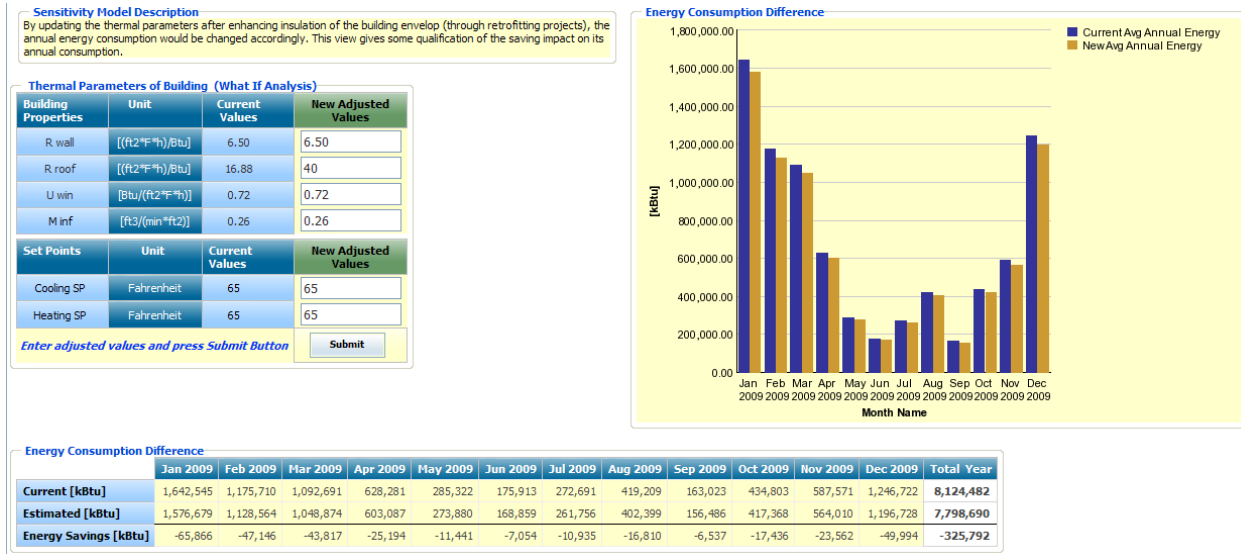 Sensitivity Model Description
By updating the thermal parameters after enhancing insulation of the building envelop (through retrofitting projects), the
annual energy consumption would be changed accordingly. This view gives some qualification of the saving impact on its
annual consumption.
Thermal Parameters of Building (What If Analysis)
Building Properties Unit Current Values New Adjusted Values
R wall [(ft2*F*h)/Btu] 6.50 6.50
R roof [(ft2*F*h)/Btu] 16.88 40
U win [Btu/(ft2*F*h)] 0.72 0.72
M inf [ft3/(min*ft2)] 0.26 0.26
Set Points Unit Current Values New Adjusted Values
Cooling SP Fahrenheit 65 65
Heating SP Fahrenheit 65 65
Enter adjusted values and press Submit Button Submit
Energy Consumption Difference
1,800,000.00
1,600,000.00
1,400,000.00
1,200,000.00
1,000,000.00
800,000.00
600,000.00
400,000.00
200,000.00
0.00
[kBtu]
Jan Feb Mar Apr May Jun Jul Aug Sep Oct Nov Dec
2009 2009 2009 2009 2009 2009 2009 2009 2009 2009 2009 2009
Month Name
Current Avg Annual Energy
New Avg Annual Energy
Energy Consumption Difference
Jan 2009 Feb 2009 Mar 2009 Apr 2009 May 2009 Jun 2009 Jul 2009 Aug 2009 Sep 2009 Oct 2009 Nov 2009 Dec 2009 Total Year
Current [kBtu] 1,642,545 1,175,710 1,092,691 628,281 285,322 175,913 272,691 419,209 163,023 434,803 587,571 1,246,722 8,124,482
Estimated [kBtu] 1,576,679 1,128,564 1,048,874 603,087 273,880 168,859 261,756 402,399 156,486 417,368 564,010 1,196,728 7,798,690
Energy Savings [kBtu] -65,866 -47,146 -43,817 -25,194 -11,441 -7,054 -10,935 -16,810 -6,537 -17,436 -23,562 -49,994 -325,792